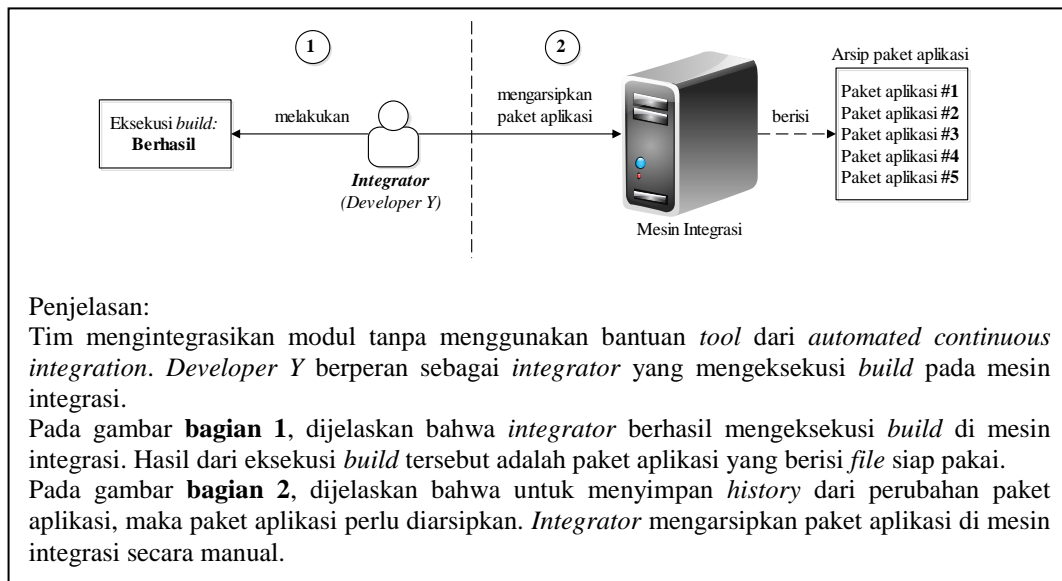 1
2
Arsip paket aplikasi
Eksekusi build:
Berhasil
melakukan
mengarsipkan
paket aplikasi
berisi
Paket aplikasi #1
Paket aplikasi #2
Paket aplikasi #3
Paket aplikasi #4
Paket aplikasi #5
Integrator
(Developer Y)
Mesin Integrasi
Penjelasan:
Tim mengintegrasikan modul tanpa menggunakan bantuan tool dari automated continuous
integration. Developer Y berperan sebagai integrator yang mengeksekusi build pada mesin
integrasi.
Pada gambar bagian 1, dijelaskan bahwa integrator berhasil mengeksekusi build di mesin
integrasi. Hasil dari eksekusi build tersebut adalah paket aplikasi yang berisi file siap pakai.
Pada gambar bagian 2, dijelaskan bahwa untuk menyimpan history dari perubahan paket
aplikasi, maka paket aplikasi perlu diarsipkan. Integrator mengarsipkan paket aplikasi di mesin
integrasi secara manual.